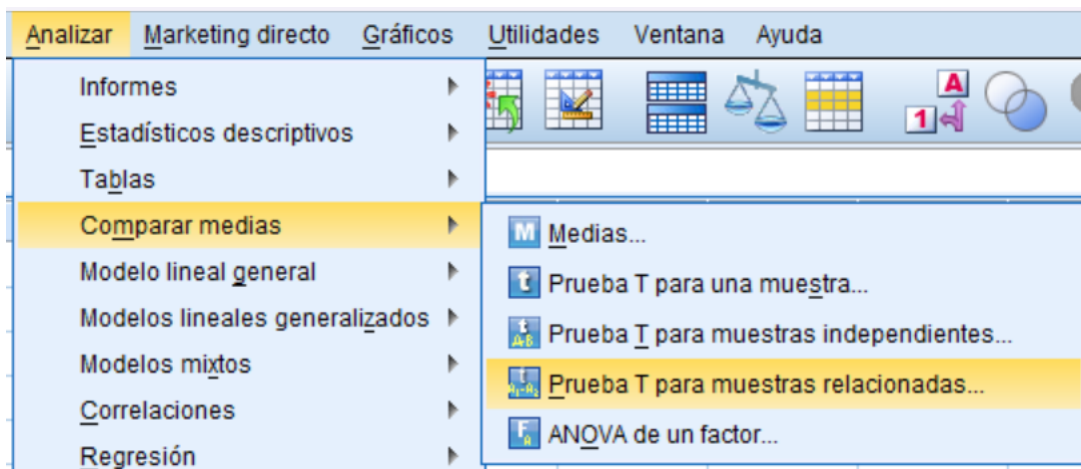 Analizar Marketing directo Gráficos Utilidades Ventana Ayuda
Informes
Estadísticos descriptivos
Tablas
Comparar medias
Modelo lineal general
Modelos lineales generalizados
Modelos mixtos
Correlaciones
Regresión
A
1
M Medias...
t Prueba T para una muestra...
t A-B Prueba T para muestras independientes...
Prueba T para muestras relacionadas...
FA ANOVA de un factor...